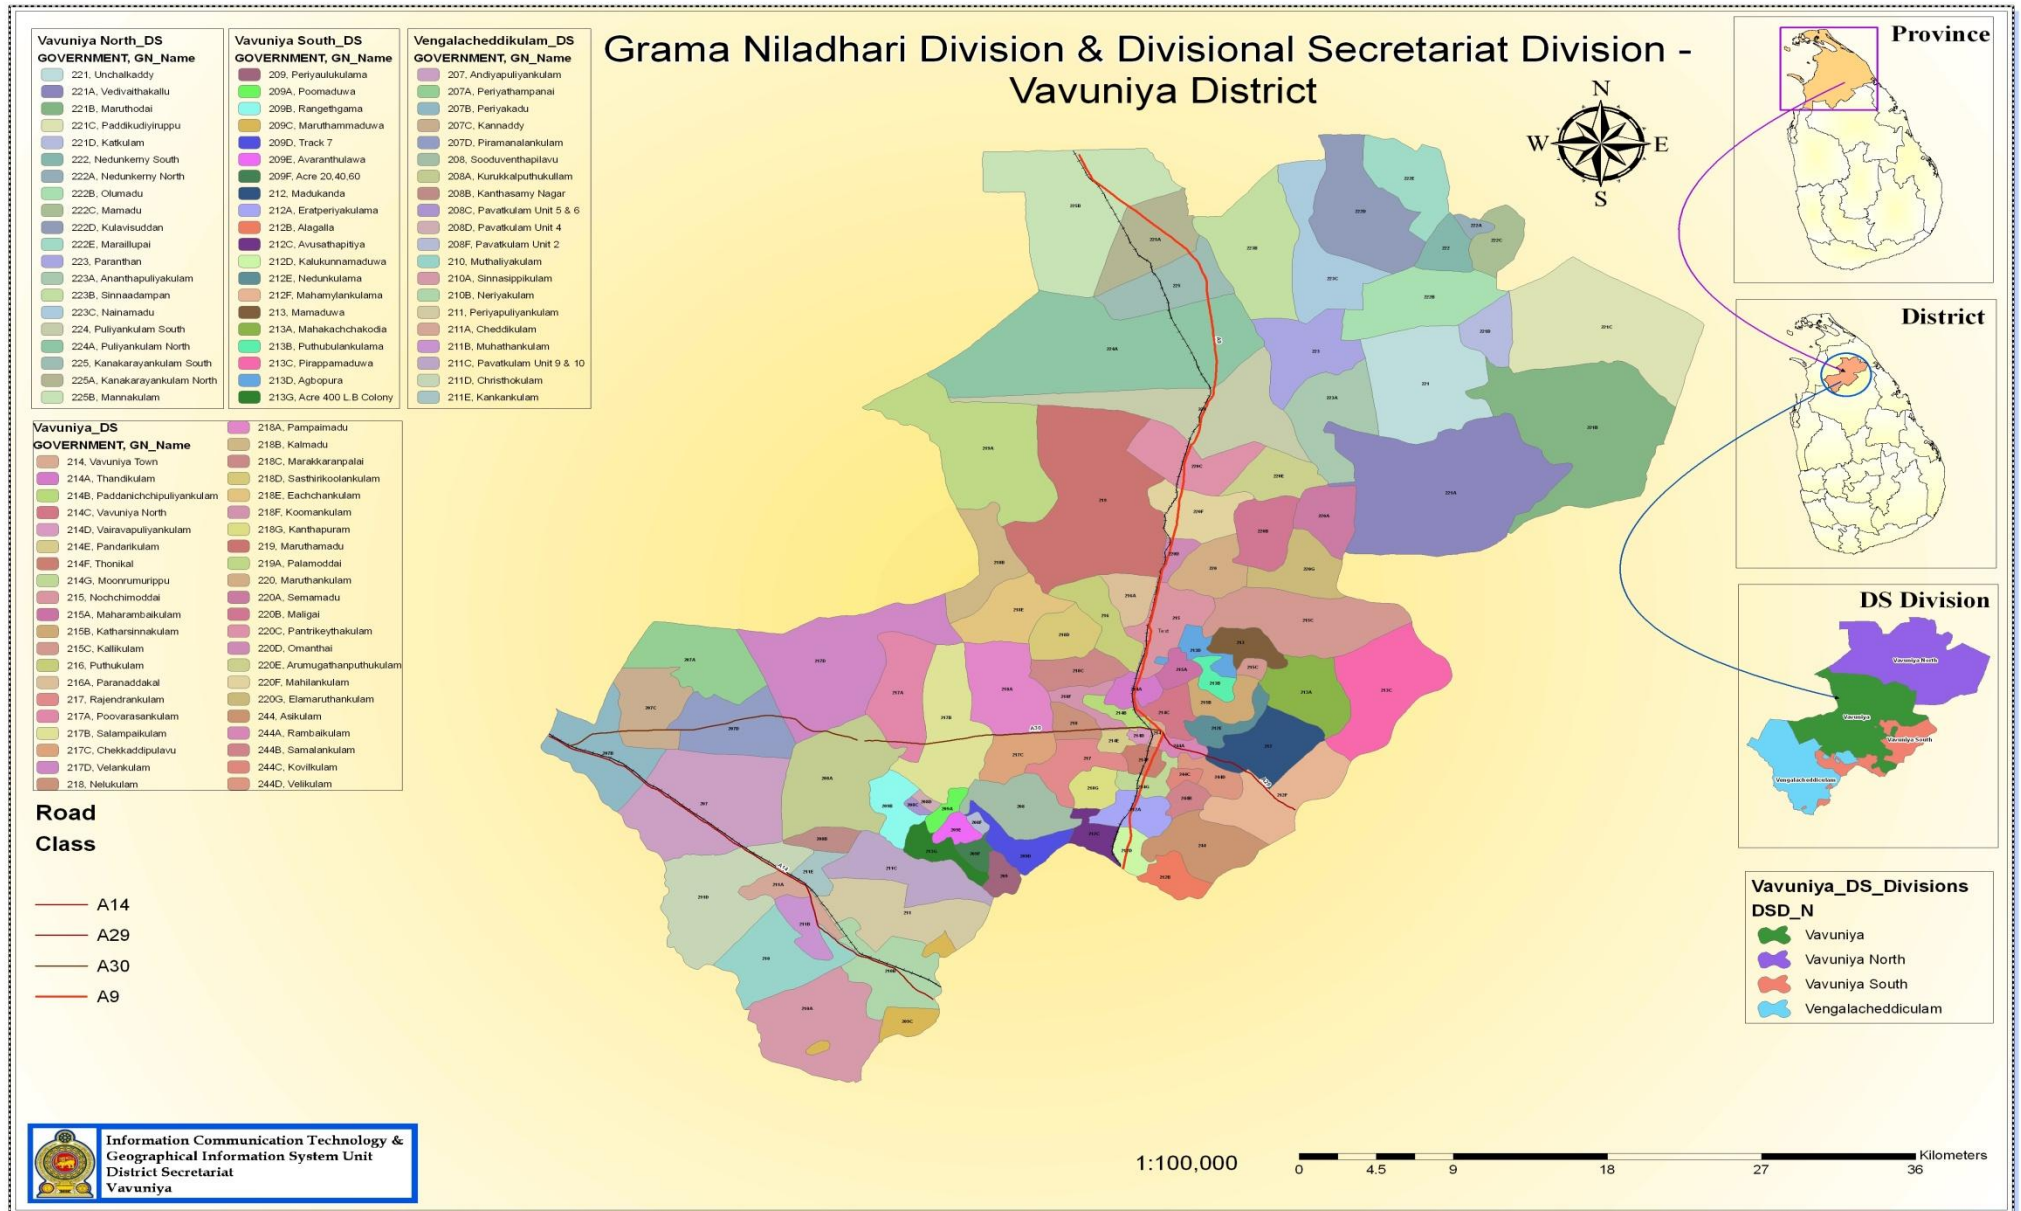 Grama Niladhari Division & Divisional Secretariat Division -
Vavuniya District
Vavuniya North_DS
GOVERNMENT, GN_Name
221, Unchalkaddy
221A, Vedivaithakallu
221B, Maruthodai
221C, Paddikudiyiruppu
221D, Katkulam
222, Nedunkerny South
222A, Nedunkerny North
222B, Olumadu
222C, Mamadu
222D, Kulavisuddan
222E, Maraillupai
223, Paranthan
223A, Ananthapuliyakulam
223B, Sinnaadampan
223C, Nainamadu
224, Puliyankulam South
224A, Puliyankulam North
225, Kanakarayankulam South
225A, Kanakarayankulam North
225B, Mannakulam
Vavuniya South_DS
GOVERNMENT, GN_Name
209, Periyaulukulama
209A, Poomaduwa
209B, Rangethgama
209C, Maruthammaduwa
209D, Track 7
209E, Avaranthulawa
209F, Acre 20,40,60
212, Madukanda
212A, Eratperiyakulama
212B, Alagalla
212C, Avusathapitiya
212D, Kalukunnamaduwa
212E, Nedunkulama
212F, Mahamylankulama
213, Mamaduwa
213A, Mahakachchakodia
213B, Puthubulankulama
213C, Pirappamaduwa
213D, Agbopura
213G, Acre 400 L.B Colony
Vengalacheddikulam_DS
GOVERNMENT, GN_Name
207, Andiyapuliyankulam
207A, Periyathampanai
207B, Periyakadu
207C, Kannaddy
207D, Piramanalankulam
208, Sooduventhapilavu
208A, Kurukkalputhukullam
208B, Kanthasamy Nagar
208C, Pavatkulam Unit 5 & 6
208D, Pavatkulam Unit 4
208F, Pavatkulam Unit 2
210, Muthaliyakulam
210A, Sinnasippikulam
210B, Neriyakulam
211, Periyapuliyankulam
211A, Cheddikulam
211B, Muhathankulam
211C, Pavatkulam Unit 9 & 10
211D, Christhokulam
211E, Kankankulam
Vavuniya_DS
GOVERNMENT, GN_Name
214, Vavuniya Town
214A, Thandikulam
214B, Paddanichchipuliyankulam
214C, Vavuniya North
214D, Vairavapuliyankulam
214E, Pandarikulam
214F, Thonikal
214G, Moonrumurippu
215, Nochchimoddai
215A, Maharambaikulam
215B, Katharsinnakulam
215C, Kallikulam
216, Puthukulam
216A, Paranaddakal
217, Rajendrankulam
217A, Poovarasankulam
217B, Salampaikulam
217C, Chekkaddipulavu
217D, Velankulam
218, Nelukulam
218A, Pampaimadu
218B, Kalmadu
218C, Marakkaranpalai
218D, Sasthirikoolankulam
218E, Eachchankulam
218F, Koomankulam
218G, Kanthapuram
219, Maruthamadu
219A, Palamoddai
220, Maruthankulam
220A, Semamadu
220B, Maligai
220C, Pantrikeythakulam
220D, Omanthai
220E, Arumugathanputhukulam
220F, Mahilankulam
220G, Elamaruthankulam
244, Asikulam
244A, Rambaikulam
244B, Samalankulam
244C, Kovilkulam
244D, Velikulam
Road
Class
A14
A29
A30
A9
N
W
E
S
Province
District
DS Division
Vavuniya North
Vavuniya
Vavuniya South
Vengalacheddiculam
Vavuniya_DS_Divisions
DSD_N
Vavuniya
Vavuniya North
Vavuniya South
Vengalacheddiculam
Information Communication Technology &
Geographical Information System Unit
District Secretariat
Vavuniya
1:100,000
0 4.5 9 18 27 36
Kilometers